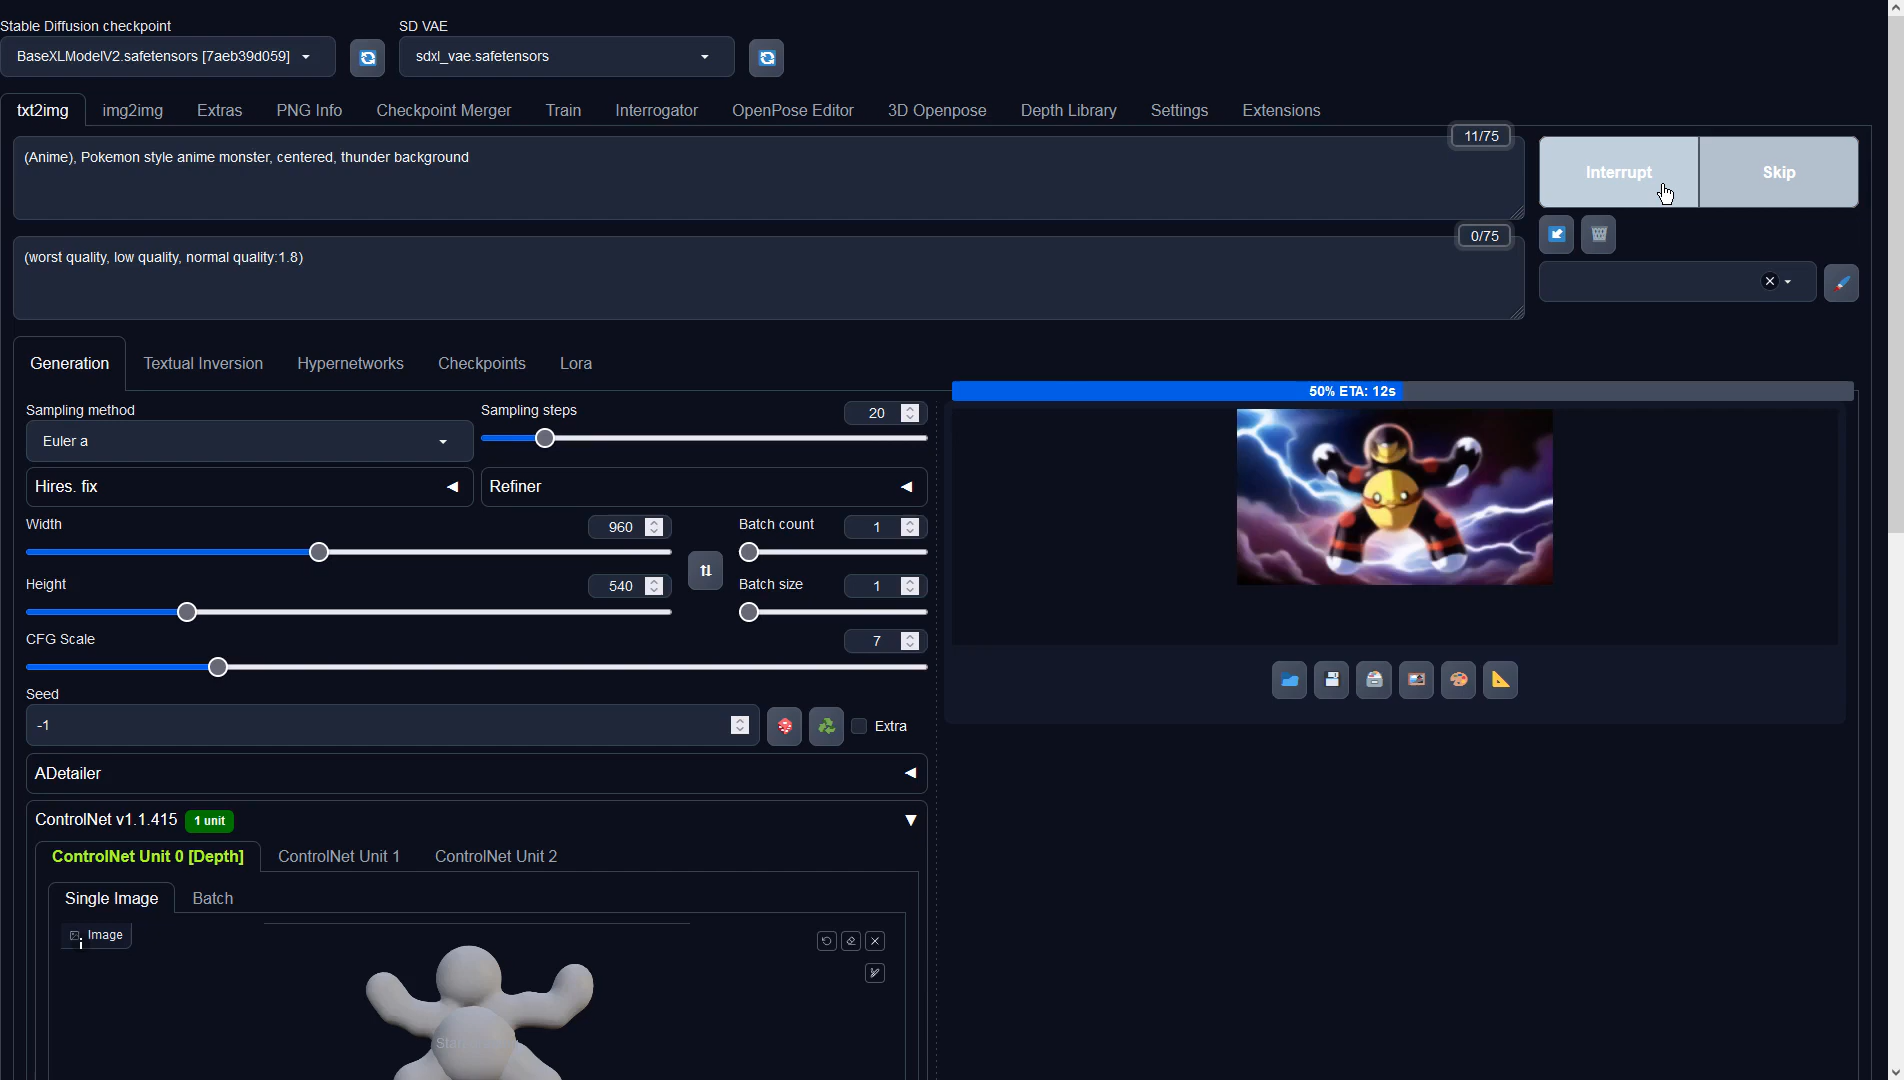 Stable Diffusion checkpoint
SD VAE
BaseXLModelV2.safetensors [7aeb39d059]
sdxl_vae.safetensors
txt2img
img2img
Extras
PNG Info
Checkpoint Merger
Train
Interrogator
OpenPose Editor
3D Openpose
Depth Library
Settings
Extensions
11/75
(Anime), Pokemon style anime monster, centered, thunder background
Interrupt
Skip
0/75
(worst quality, low quality, normal quality:1.8)
Generation
Textual Inversion
Hypernetworks
Checkpoints
Lora
50% ETA: 12s
Sampling method
Euler a
Sampling steps
20
Hires. fix
Refiner
Width
960
Batch count
1
Height
540
Batch size
1
CFG Scale
7
Seed
-1
Extra
ADetailer
ControlNet v1.1.415
1 unit
ControlNet Unit 0 [Depth]
ControlNet Unit 1
ControlNet Unit 2
Single Image
Batch
Image